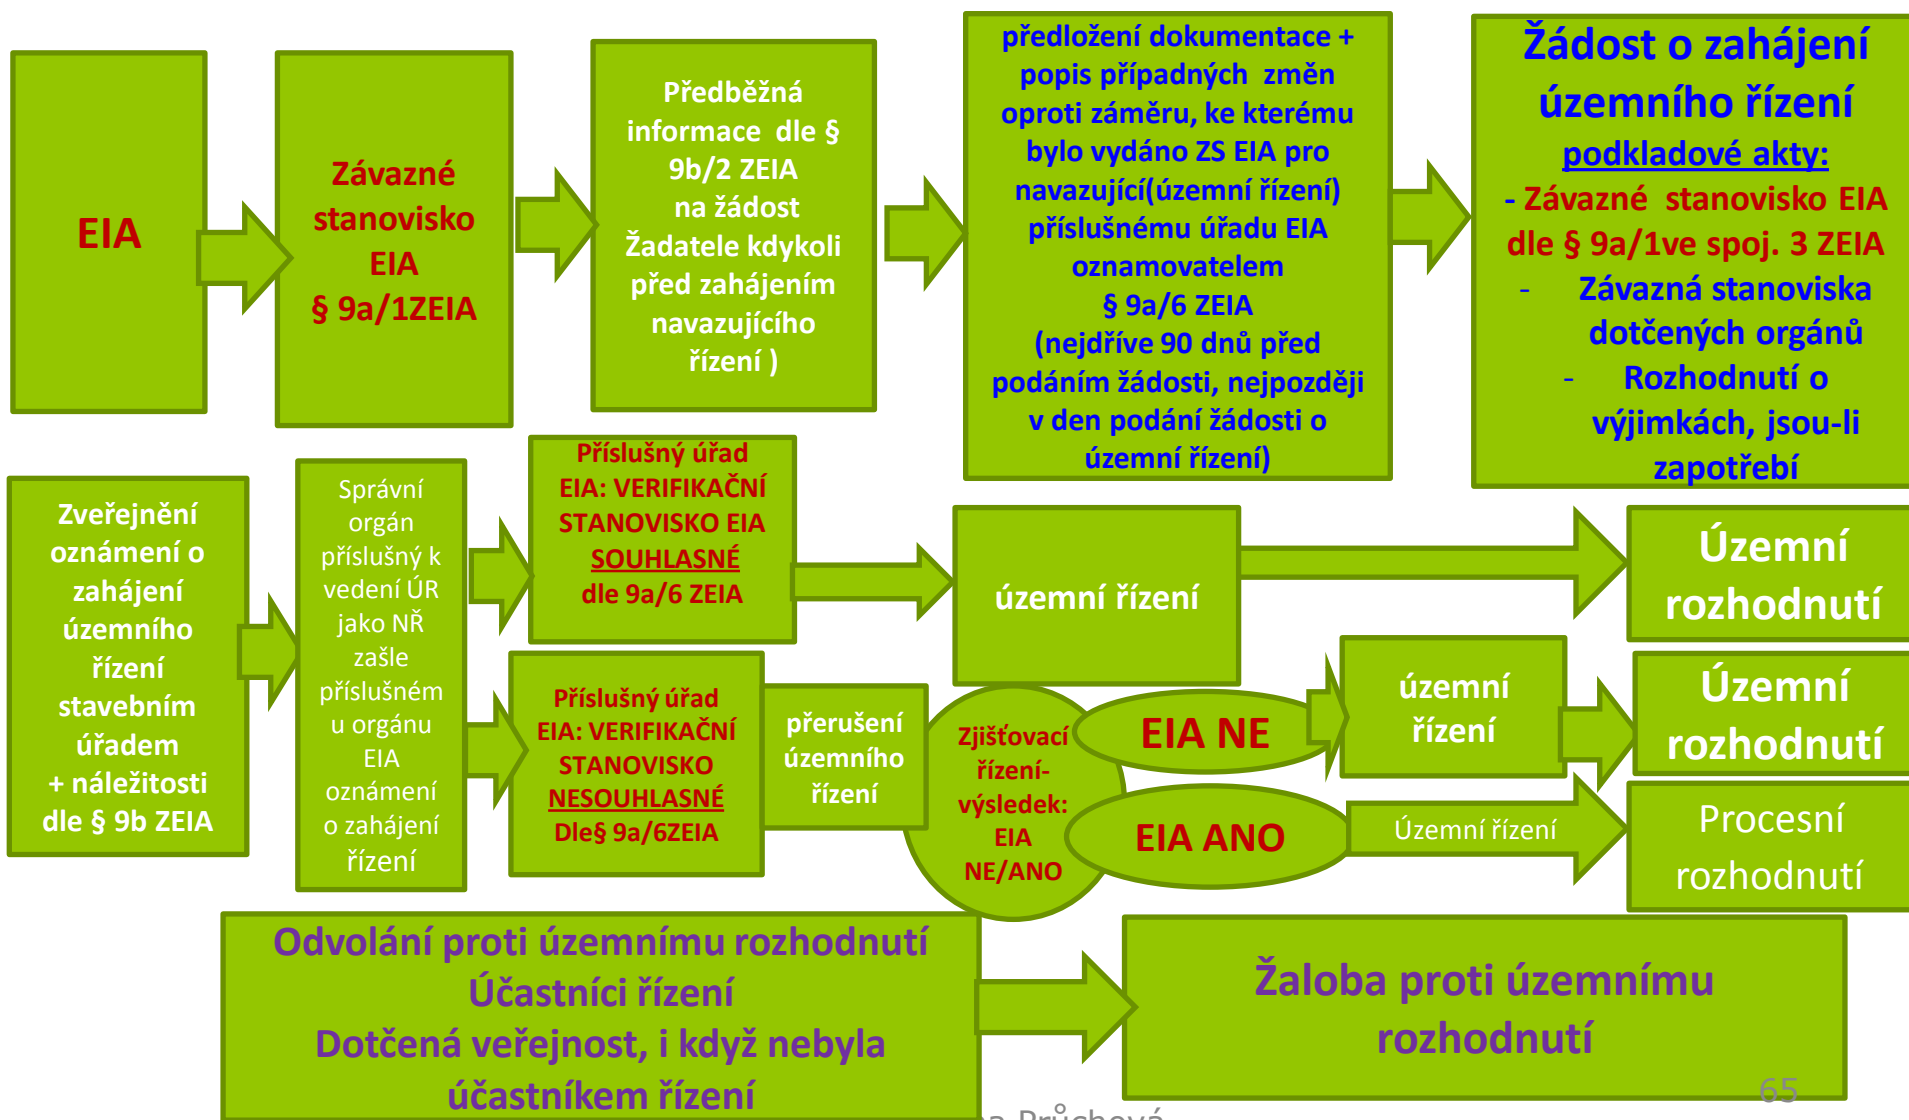 EIA
Závazné
stanovisko
EIA
§ 9a/1ZEIA
Předběžná
informace dle §
9b/2 ZEIA
na žádost
Žadatele kdykoli
před zahájením
navazujícího
řízení )
předložení dokumentace +
popis případných změn
oproti záměru, ke kterému
bylo vydáno ZS EIA pro
navazující(územní řízení)
příslušnému úřadu EIA
oznamovatelem
§ 9a/6 ZEIA
(nejdříve 90 dnů před
podáním žádosti, nejpozději
v den podání žádosti o
územní řízení)
Žádost o zahájení
územního řízení
podkladové akty:
- Závazné stanovisko EIA
dle § 9a/1ve spoj. 3 ZEIA
- Závazná stanoviska
dotčených orgánů
- Rozhodnutí o
výjimkách, jsou-li
zapotřebí
Zveřejnění
oznámení o
zahájení
územního
řízení
stavebním
úřadem
+ náležitosti
dle § 9b ZEIA
Správní
orgán
příslušný k
vedení ÚR
jako NŘ
zašle
příslušném
u orgánu
EIA
oznámení
o zahájení
řízení
Příslušný úřad
EIA: VERIFIKAČNÍ
STANOVISKO EIA
SOUHLASNÉ
dle 9a/6 ZEIA
územní řízení
Územní
rozhodnutí
Příslušný úřad
EIA: VERIFIKAČNÍ
STANOVISKO
NESOUHLASNÉ
Dle§ 9a/6ZEIA
přerušení
územního
řízení
Zjišťovací
řízení-
výsledek:
EIA
NE/ANO
EIA NE
územní
řízení
Územní
rozhodnutí
EIA ANO
Územní řízení
Procesní
rozhodnutí
Odvolání proti územnímu rozhodnutí
Účastníci řízení
Dotčená veřejnost, i když nebyla
účastníkem řízení
Žaloba proti územnímu
rozhodnutí
Průchová
65